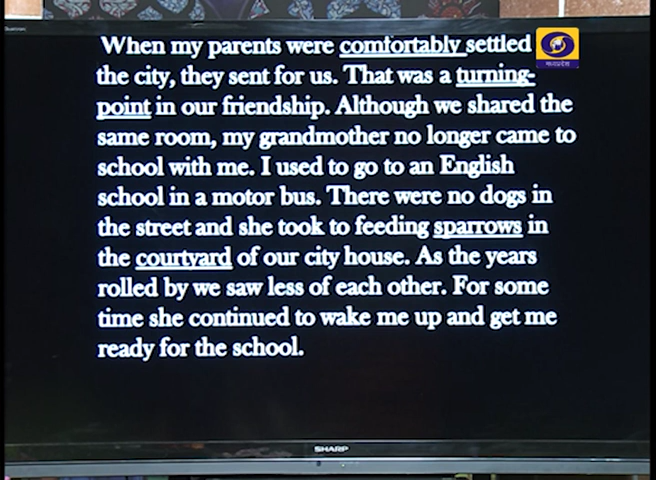 When my parents were comfortably settled
the city, they sent for us. That was a turning-
point in our friendship. Although we shared the
same room, my grandmother no longer came to
school with me. I used to go to an English
school in a motor bus. There were no dogs in
the street and she took to feeding sparrows in
the courtyard of our city house. As the years
rolled by we saw less of each other. For some
time she continued to wake me up and get me
ready for the school.
मध्यप्रदेश
SHARP